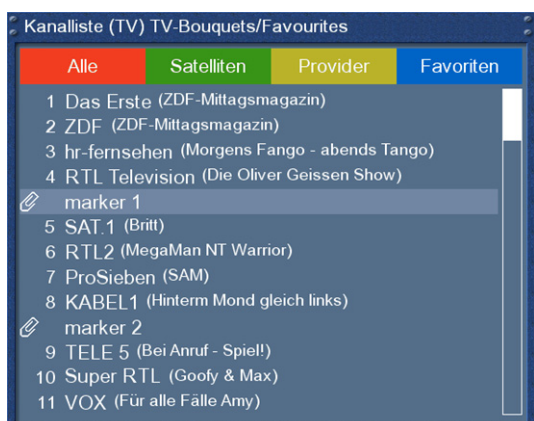 Kanalliste (TV) TV-Bouquets/Favourites
Alle Satelliten Provider Favoriten
1 Das Erste (ZDF-Mittagsmagazin)
2 ZDF (ZDF-Mittagsmagazin)
3 hr-fernsehen (Morgens Fango - abends Tango)
4 RTL Television (Die Oliver Geissen Show)
marker 1
5 SAT.1 (Britt)
6 RTL2 (MegaMan NT Warrior)
7 ProSieben (SAM)
8 KABEL1 (Hinterm Mond gleich links)
marker 2
9 TELE 5 (Bei Anruf - Spiel!)
10 Super RTL (Goofy & Max)
11 VOX (Für alle Fälle Amy)